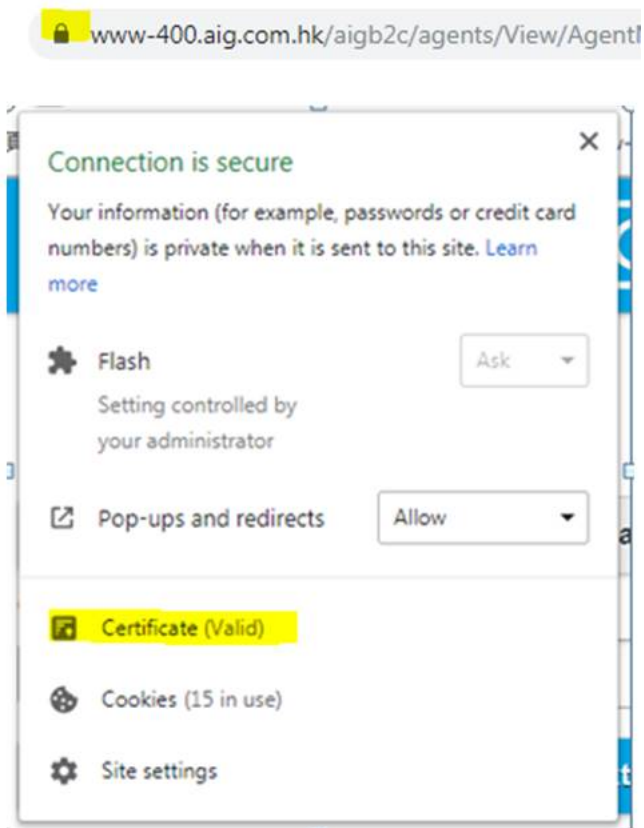 www-400.aig.com.hk/aigb2c/agents/View/Agent
Connection is secure
Your information (for example, passwords or credit card
numbers) is private when it is sent to this site. Learn
more
Flash
Ask
Setting controlled by
your administrator
Pop-ups and redirects
Allow
Certificate (Valid)
Cookies (15 in use)
Site settings